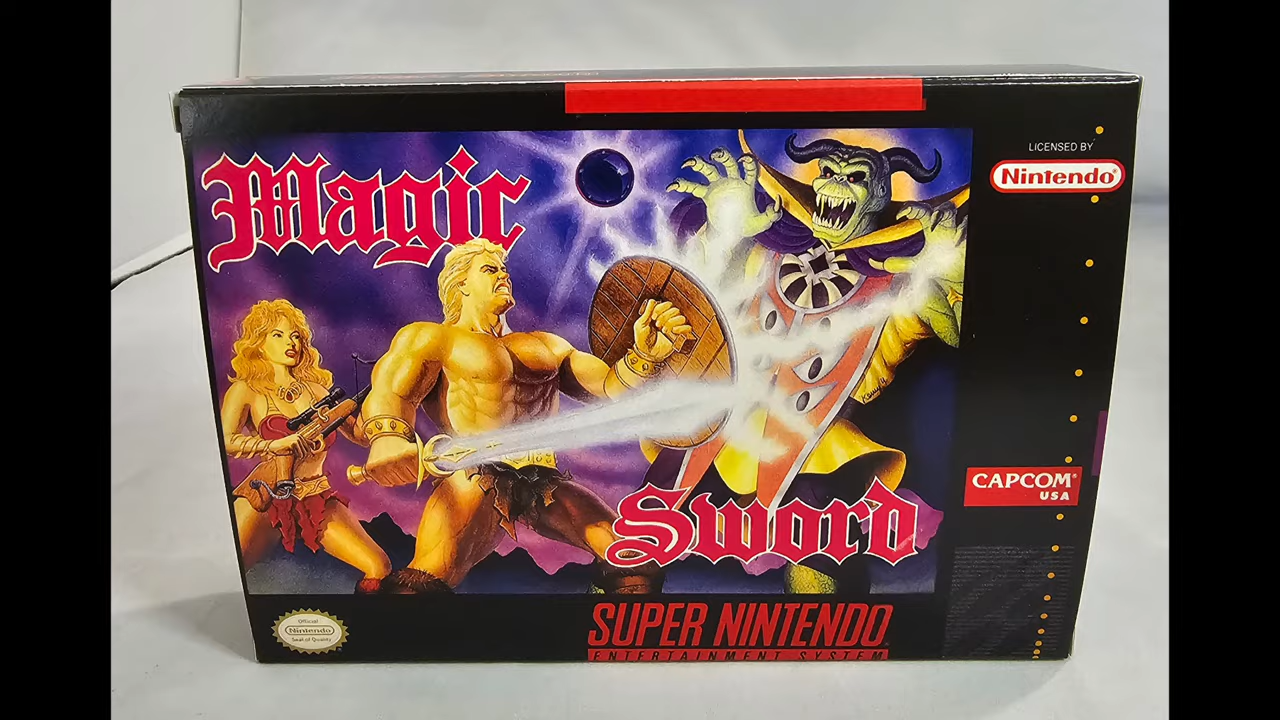 Magic
LICENSED BY
Nintendo®
CAPCOM®
USA
Sword
Official
Nintendo
Seal of Quality
SUPER NINTENDO
ENTERTAINMENT SYSTEM